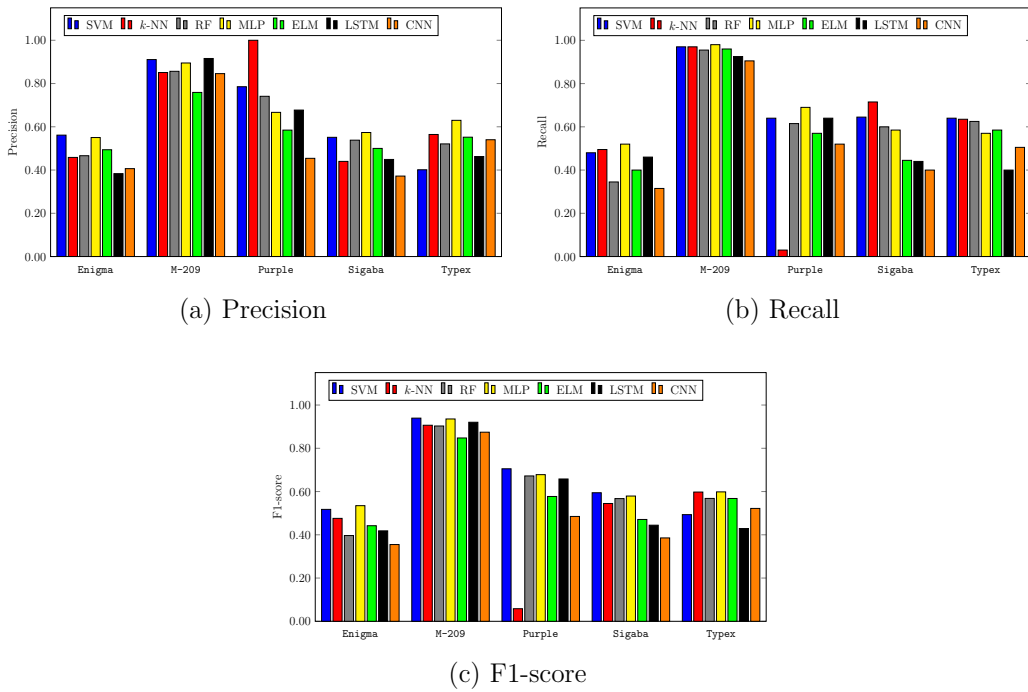 SVM k-NN RF MLP ELM LSTM CNN
1.00
0.80
0.60
0.40
0.20
0.00
Precision
Enigma M-209 Purple Sigaba Typex
(a) Precision
SVM k-NN RF MLP ELM LSTM CNN
1.00
0.80
0.60
0.40
0.20
0.00
Recall
Enigma M-209 Purple Sigaba Typex
(b) Recall
SVM k-NN RF MLP ELM LSTM CNN
1.00
0.80
0.60
0.40
0.20
0.00
F1-score
Enigma M-209 Purple Sigaba Typex
(c) F1-score